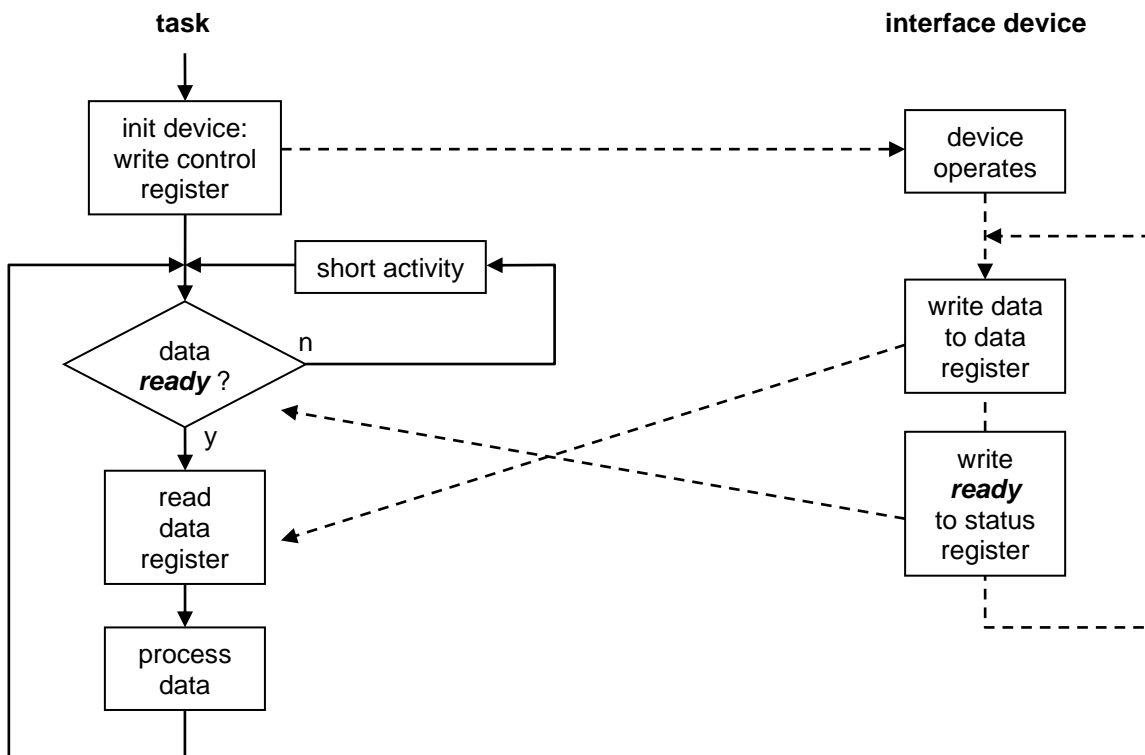 task
interface device
init device:
write control
register
device
operates
short activity
data
ready ?
n
y
write data
to data
register
read
data
register
write
ready
to status
register
process
data